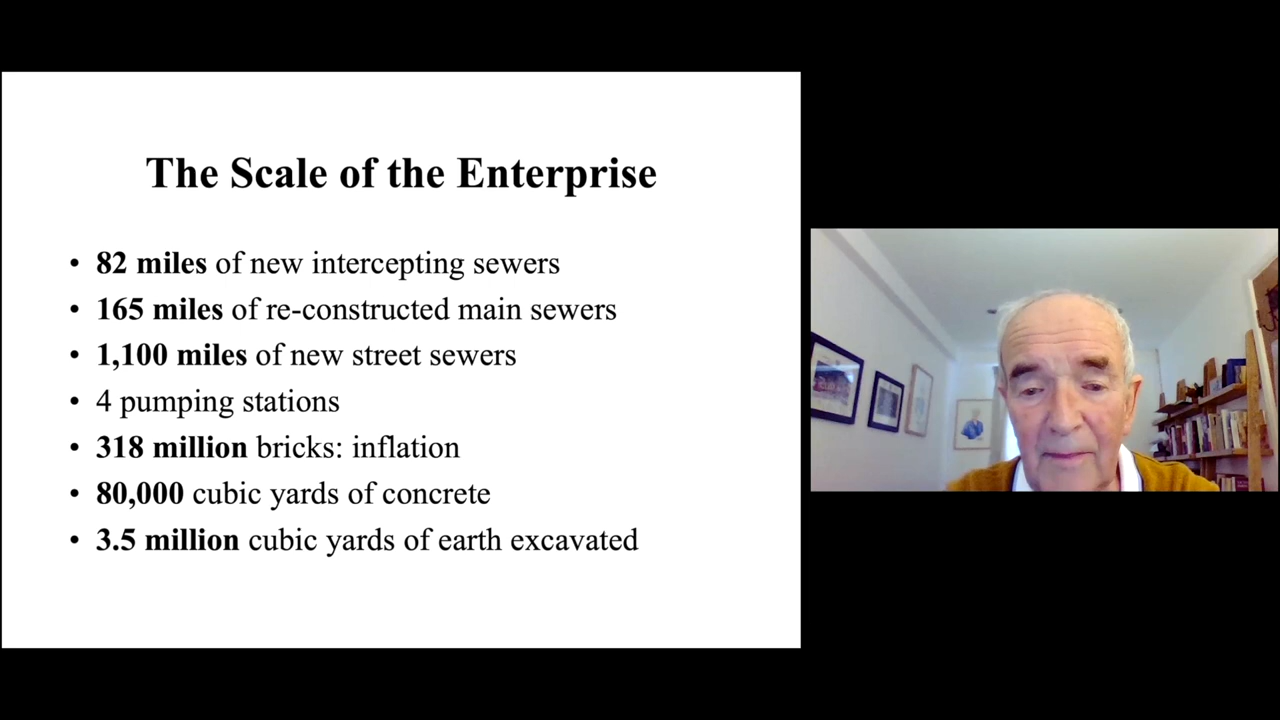 The Scale of the Enterprise
• 82 miles of new intercepting sewers
• 165 miles of re-constructed main sewers
• 1,100 miles of new street sewers
• 4 pumping stations
• 318 million bricks: inflation
• 80,000 cubic yards of concrete
• 3.5 million cubic yards of earth excavated